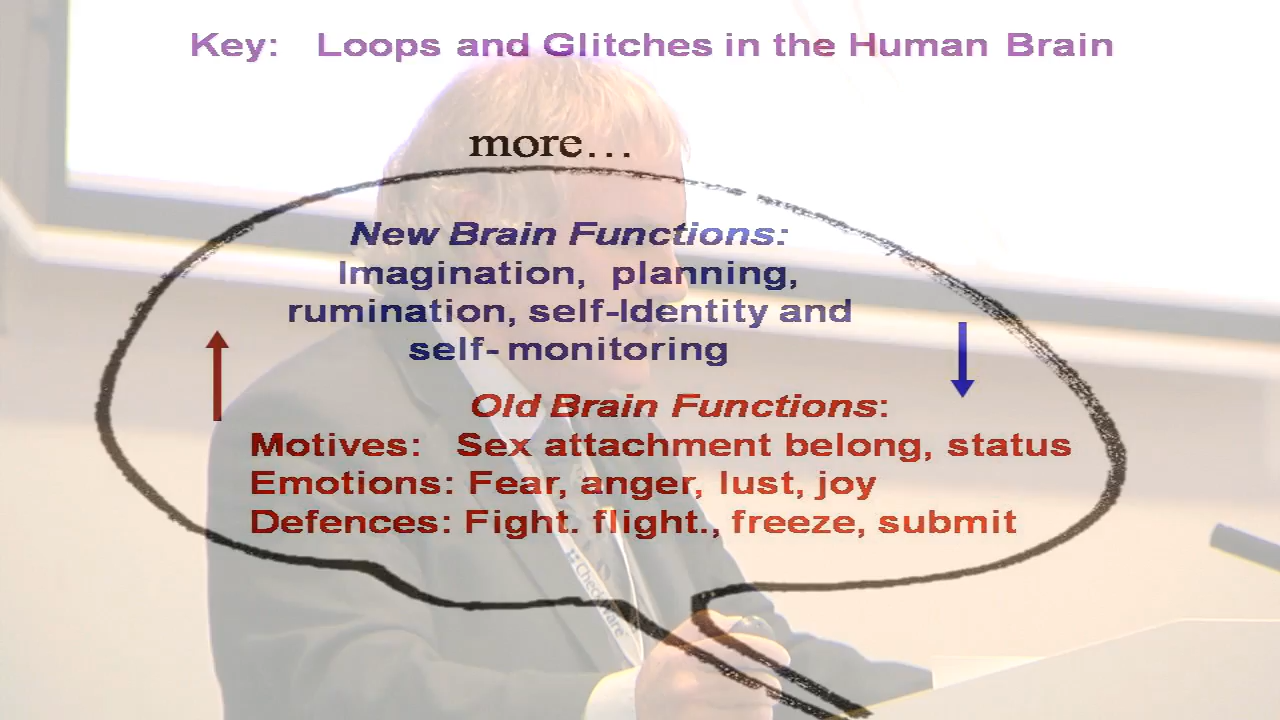 Key: Loops and Glitches in the Human Brain
more...
New Brain Functions:
Imagination, planning,
rumination, self-Identity and
self- monitoring
Old Brain Functions:
Motives: Sex attachment belong, status
Emotions: Fear, anger, lust, joy
Defences: Fight. flight., freeze, submit
CheckWare